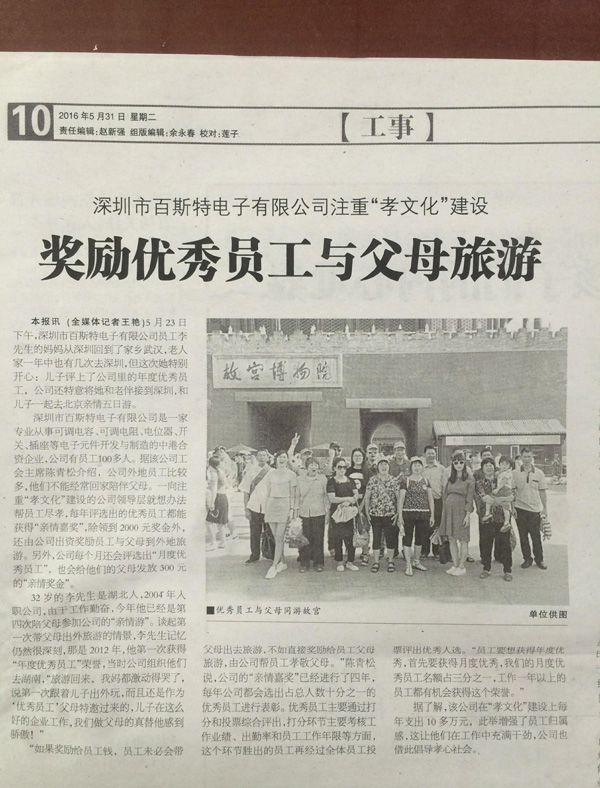 10
2016年5月31日 星期二
责任编辑:赵新强 组版编辑:余永春 校对:莲子
【工事】
深圳市百斯特电子有限公司注重“孝文化”建设
奖励优秀员工与父母旅游
本报讯 (全媒体记者王艳)5月23日
下午,深圳市百斯特电子有限公司员工李
先生的妈妈从深圳回到了家乡武汉,老人
家一年中也有几次去深圳,但这次她特别
开心:儿子评上了公司里的年度优秀员
工,公司还特意将她和老伴接到深圳,和
儿子一起去北京亲情五日游。
深圳市百斯特电子有限公司是一家
专业从事可调电容、可调电阻、电位器、开
关、插座等电子元件开发与制造的中港合
资企业,公司有员工100多人。据该公司工
会主席陈青松介绍,公司外地员工比较
多,他们不能经常回家陪伴父母。一向注
重“孝文化”建设的公司领导层就想办法
帮员工尽孝,每年评选出的优秀员工都能
获得“亲情嘉奖”,除领到2000元奖金外,
还由公司出资奖励员工与父母到外地旅
游。另外,公司每个月还会评选出“月度优
秀员工”,也会给他们的父母发放300元
的“亲情奖金”。
32岁的李先生是湖北人,2004年入
职公司,由于工作勤奋,今年他已经是第
四次陪父母参加公司的“亲情游”。谈起第
一次带父母出外旅游的情景,李先生记忆
仍然很深刻,那是2012年,他第一次获得
“年度优秀员工”荣誉,当时公司组织他们
去湖南,“旅游回来,我妈都激动得哭了,
说第一次跟着儿子出外玩,而且还是作为
‘优秀员工’父母特邀过来的,儿子在这么
好的企业工作,我们做父母的真替他感到
骄傲!”
“如果奖励给员工钱,员工未必会带
故宫博物院
■优秀员工与父母同游故宫
单位供图
父母出去旅游,不如直接奖励员工父母
旅游,由公司帮员工孝敬父母。”陈青松
说,公司的“亲情嘉奖”已经进行了四年,
每年公司都会选出占总人数十分之一的
优秀员工进行表彰。优秀员工主要通过打
分和投票综合评出,打分环节主要考核工
作业绩、出勤率和员工工作年限等方面,
这个环节胜出的员工再经过全体员工投
票评出优秀人选。“员工要想获得年度优
秀,首先要获得月度优秀,我们的月度优
秀员工名额占三分之一,工作一年以上的
员工都有机会获得这个荣誉。”
据了解,该公司在“孝文化”建设上每
年支出10多万元,此举增强了员工归属
感,这让他们在工作中充满干劲,公司也
借此倡导孝心社会。